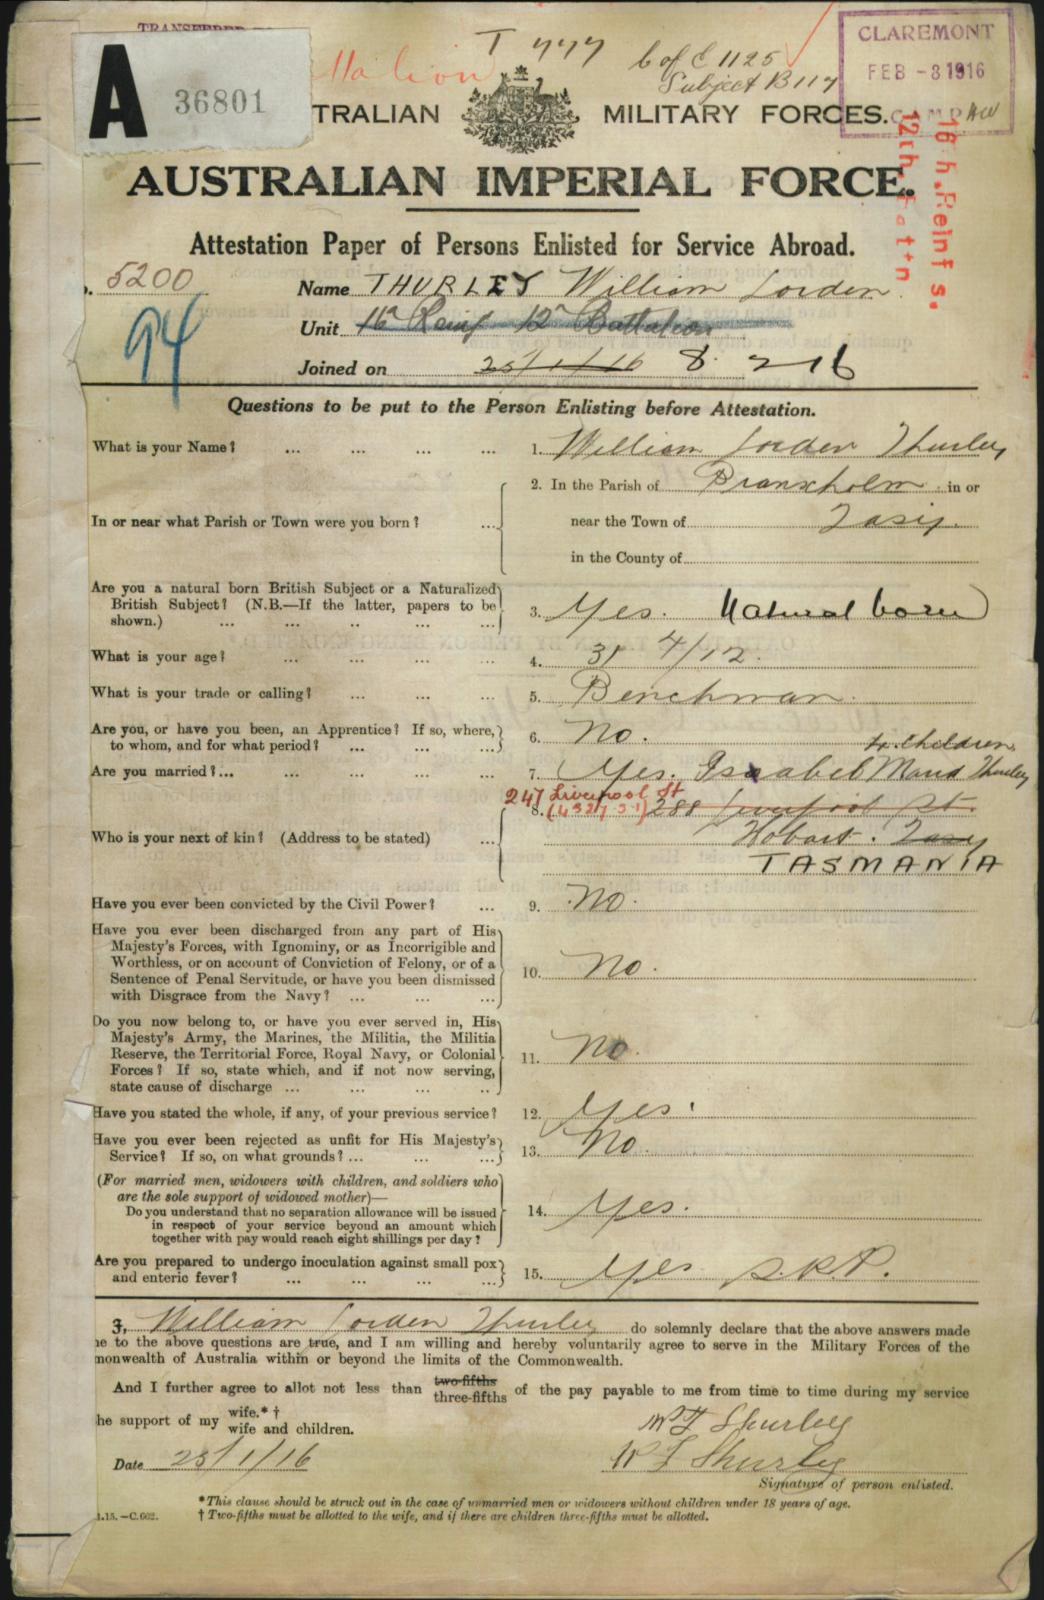 A 36801
T 777 C of C 1125
Subject B117
CLAREMONT
FEB -8 1916
CAMP
TRALIAN MILITARY FORCES.
AUSTRALIAN IMPERIAL FORCE.
16th Reinfs.
12th Battn
Attestation Paper of Persons Enlisted for Service Abroad.
5200
94
Name THURLEY William Lorden
Unit 16th Reinf 12th Battalion
Joined on 25/1/16 8. 2 16
Questions to be put to the Person Enlisting before Attestation.
What is your Name? ... ... ... ... 1. William Lorden Thurley
In or near what Parish or Town were you born? ... 2. In the Parish of Branxholm in or
near the Town of Tasy.
in the County of
Are you a natural born British Subject or a Naturalized
British Subject? (N.B.—If the latter, papers to be
shown.) ... ... .. ... ... 3. Yes. Natural born
What is your age? ... ... ... ... 4. 31 4/12.
What is your trade or calling? ... ... ... 5. Benchman.
Are you, or have you been, an Apprentice? If so, where,
to whom, and for what period? ... ... ... 6. No.
4 children
Are you married?... ... ... ... ... 7. Yes. Isabel Maud Thurley
247 Liverpool St
8. 288 Liverpool St.
Who is your next of kin? (Address to be stated) ... Hobart. Tasy
TASMANIA
Have you ever been convicted by the Civil Power? ... 9. No.
Have you ever been discharged from any part of His
Majesty's Forces, with Ignominy, or as Incorrigible and
Worthless, or on account of Conviction of Felony, or of a
Sentence of Penal Servitude, or have you been dismissed
with Disgrace from the Navy? ... ... ... 10. No.
Do you now belong to, or have you ever served in, His
Majesty's Army, the Marines, the Militia, the Militia
Reserve, the Territorial Force, Royal Navy, or Colonial
Forces? If so, state which, and if not now serving,
state cause of discharge ... ... ... .. 11. No.
Have you stated the whole, if any, of your previous service? 12. Yes.
Have you ever been rejected as unfit for His Majesty's
Service? If so, on what grounds? ... ... ... 13. No.
(For married men, widowers with children, and soldiers who
are the sole support of widowed mother)—
Do you understand that no separation allowance will be issued
in respect of your service beyond an amount which
together with pay would reach eight shillings per day? 14. Yes.
Are you prepared to undergo inoculation against small pox
and enteric fever? ... ... ... ... 15. Yes
I, William Lorden Thurley do solemnly declare that the above answers made
me to the above questions are true, and I am willing and hereby voluntarily agree to serve in the Military Forces of the
monwealth of Australia within or beyond the limits of the Commonwealth.
And I further agree to allot not less than two-fifths three-fifths of the pay payable to me from time to time during my service
he support of my wife.* † wife and children.
W L Thurley
Date 25/1/16 W L Thurley
Signature of person enlisted.
*This clause should be struck out in the case of unmarried men or widowers without children under 18 years of age.
1.15.—C.602. † Two-fifths must be allotted to the wife, and if there are children three-fifths must be allotted.